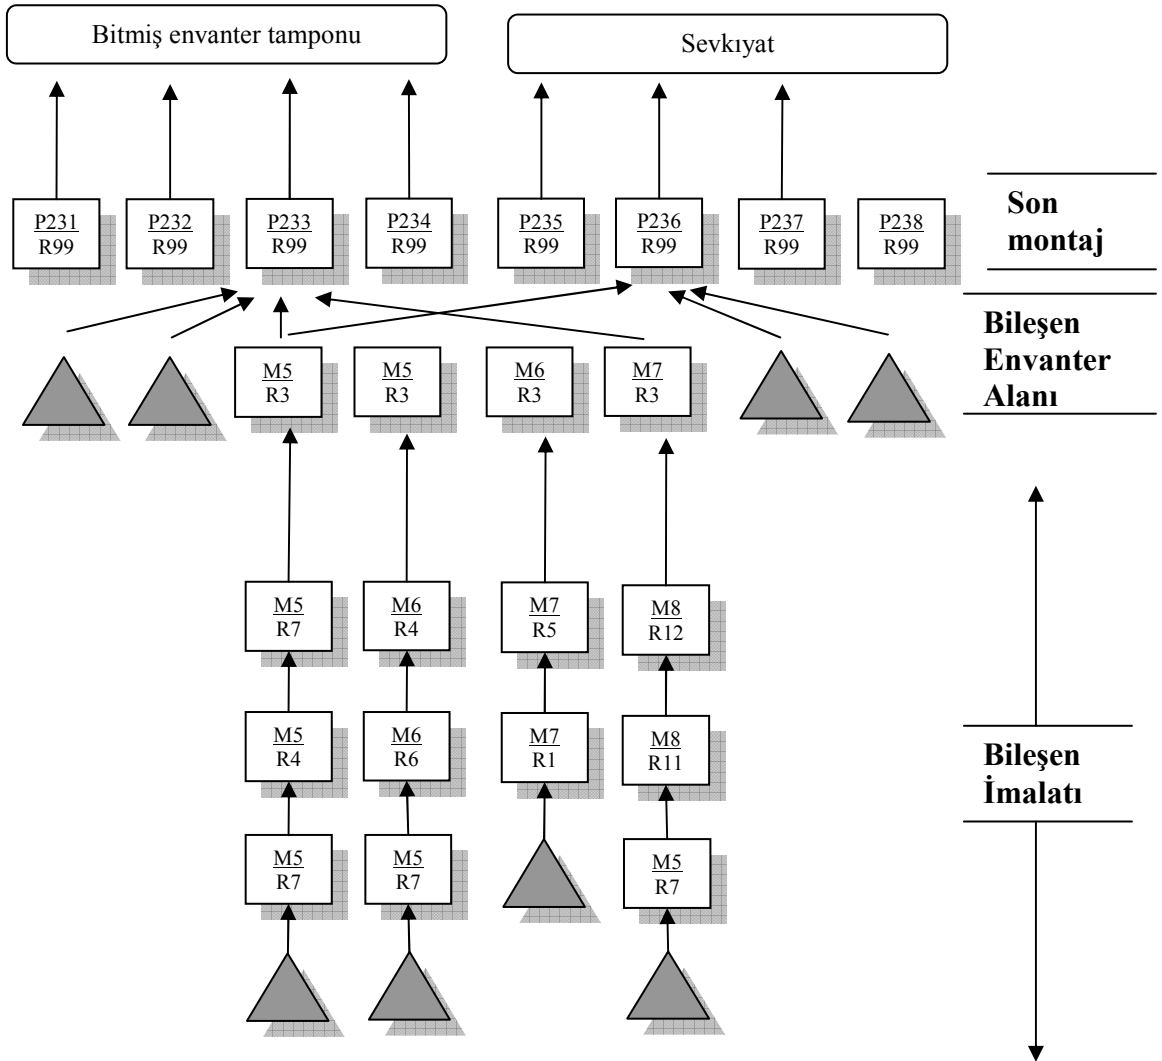 Bitmiş envanter tamponu
Sevkıyat
P231
R99
P232
R99
P233
R99
P234
R99
P235
R99
P236
R99
P237
R99
P238
R99
Son
montaj
M5
R3
M5
R3
M6
R3
M7
R3
Bileşen
Envanter
Alanı
M5
R7
M6
R4
M7
R5
M8
R12
M5
R4
M6
R6
M7
R1
M8
R11
Bileşen
İmalatı
M5
R7
M5
R7
M5
R7